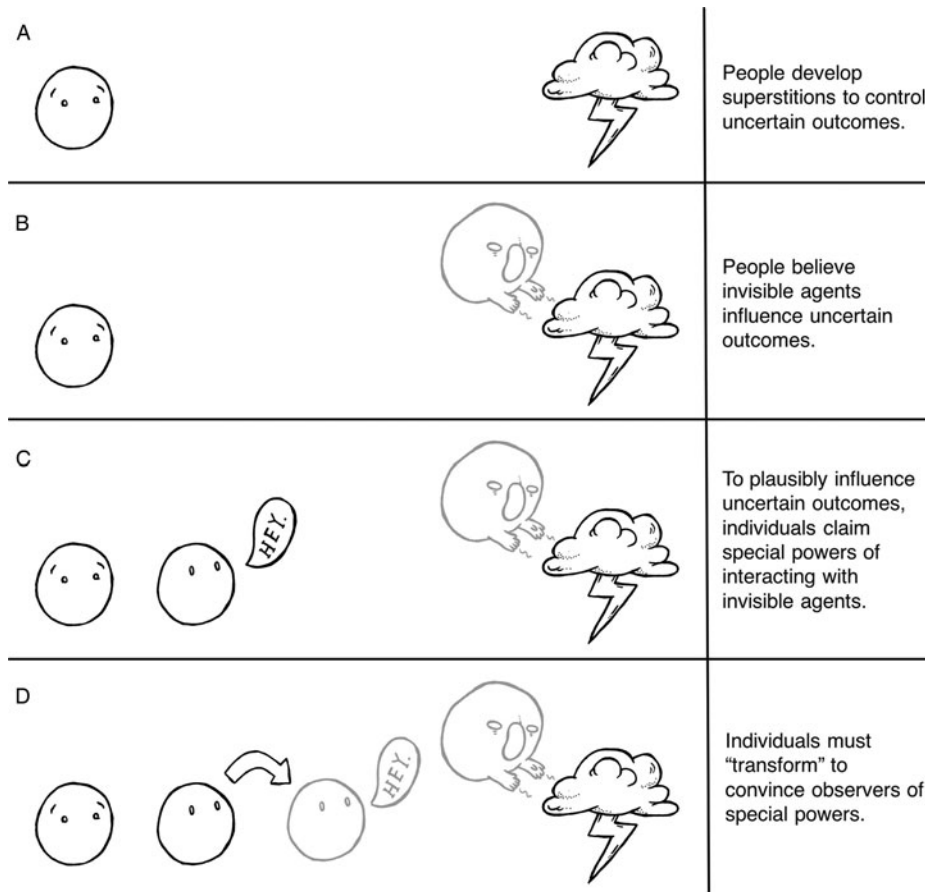 A
People develop
superstitions to control
uncertain outcomes.
B
People believe
invisible agents
influence uncertain
outcomes.
C
HEY.
To plausibly influence
uncertain outcomes,
individuals claim
special powers of
interacting with
invisible agents.
D
HEY.
Individuals must
“transform” to
convince observers of
special powers.